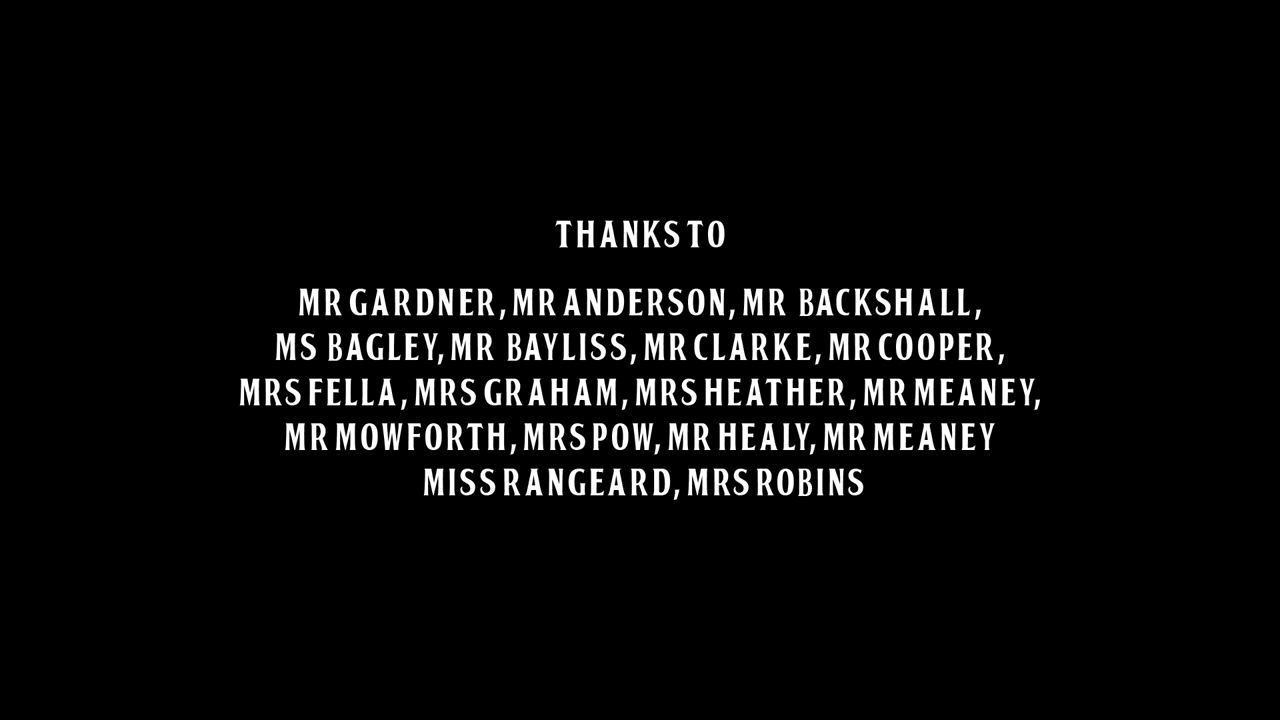 THANKS TO
MR GARDNER, MR ANDERSON, MR BACKSHALL,
MS BAGLEY, MR BAYLISS, MR CLARKE, MR COOPER,
MRS FELLA, MRS GRAHAM, MRS HEATHER, MR MEANEY,
MR MOWFORTH, MRS POW, MR HEALY, MR MEANEY
MISS RANGEARD, MRS ROBINS